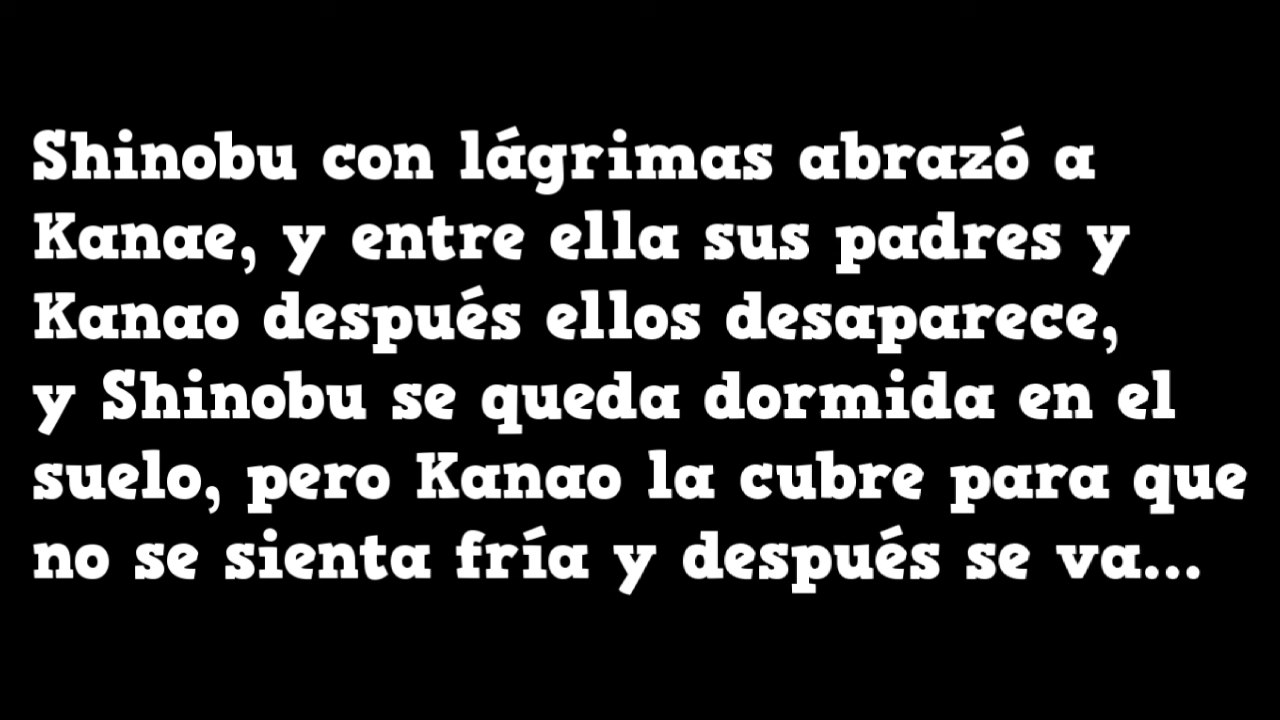 Shinobu con lágrimas abrazó a
Kanae, y entre ella sus padres y
Kanao después ellos desaparece,
y Shinobu se queda dormida en el
suelo, pero Kanao la cubre para que
no se sienta fría y después se va...